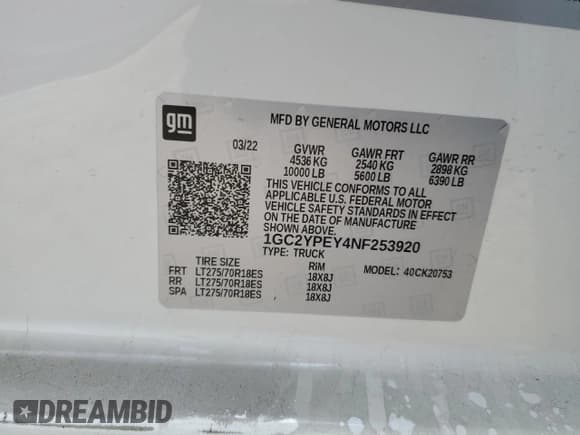 gm
MFD BY GENERAL MOTORS LLC
03/22 GVWR GAWR FRT GAWR RR
4536 KG 2540 KG 2898 KG
10000 LB 5600 LB 6390 LB
THIS VEHICLE CONFORMS TO ALL
APPLICABLE U.S. FEDERAL MOTOR
VEHICLE SAFETY STANDARDS IN EFFECT
ON THE DATE OF MANUFACTURE
SHOWN ABOVE.
1GC2YPEY4NF253920
TYPE: TRUCK
TIRE SIZE RIM MODEL: 40CK20753
FRT LT275/70R18ES 18X8J
RR LT275/70R18ES 18X8J
SPA LT275/70R18ES 18X8J
DREAMBID